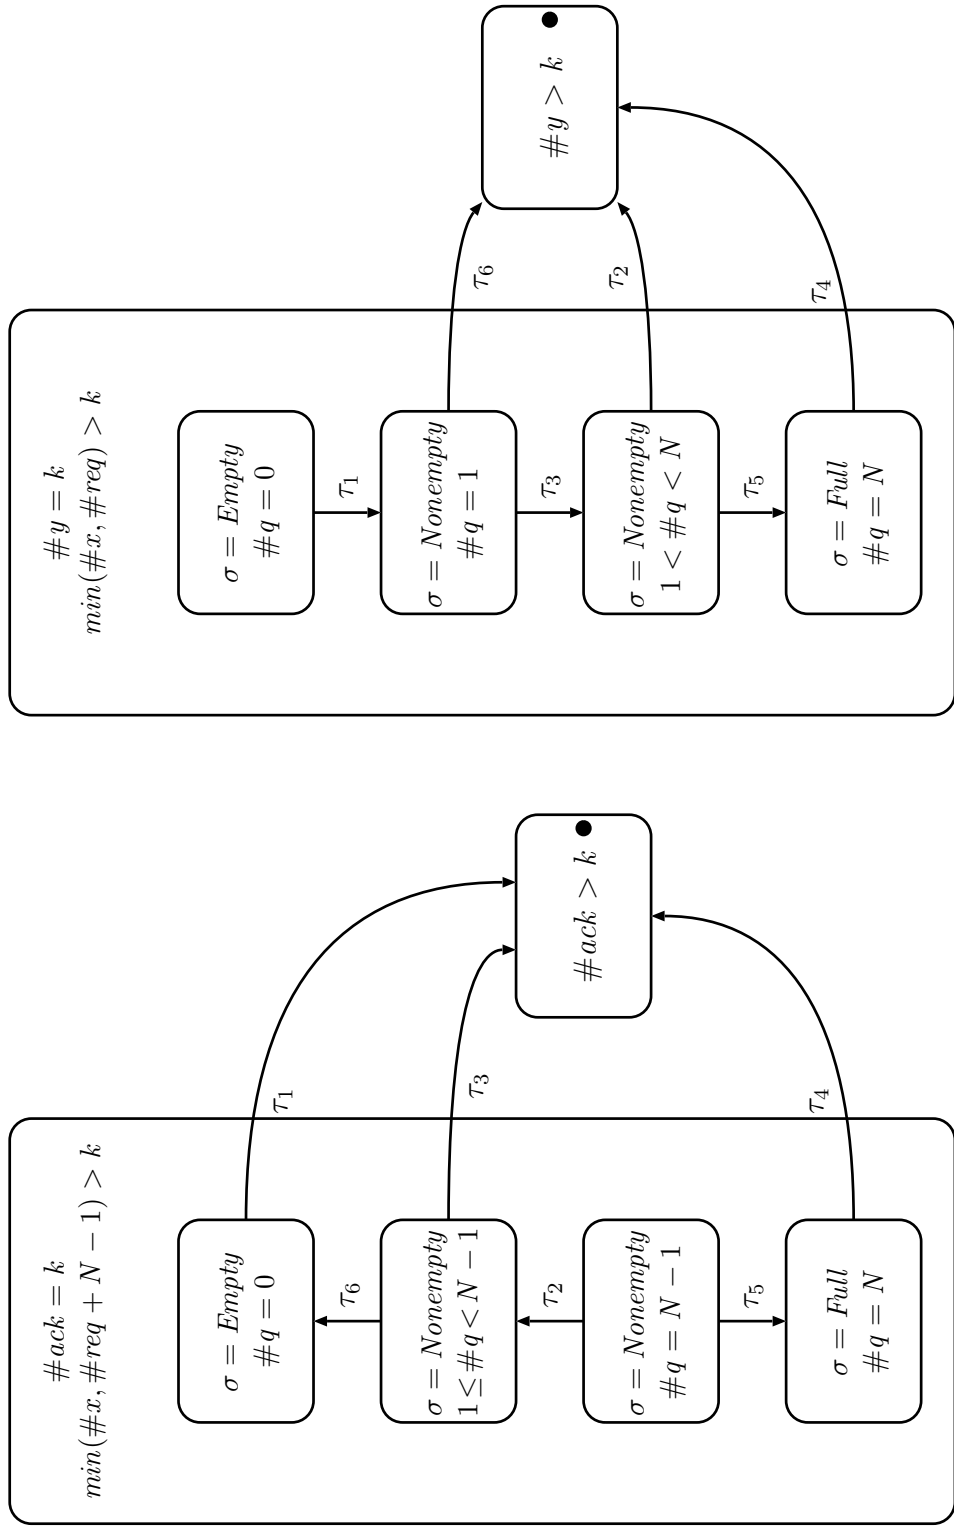 #ack = k
min(#x, #req + N − 1) > k
σ = Empty
#q = 0
τ6
σ = Nonempty
1 ≤ #q < N − 1
τ2
σ = Nonempty
#q = N − 1
τ5
σ = Full
#q = N
τ1
τ3
τ4
#ack > k
#y = k
min(#x, #req) > k
σ = Empty
#q = 0
τ1
σ = Nonempty
#q = 1
τ3
σ = Nonempty
1 < #q < N
τ5
σ = Full
#q = N
τ6
τ2
τ4
#y > k